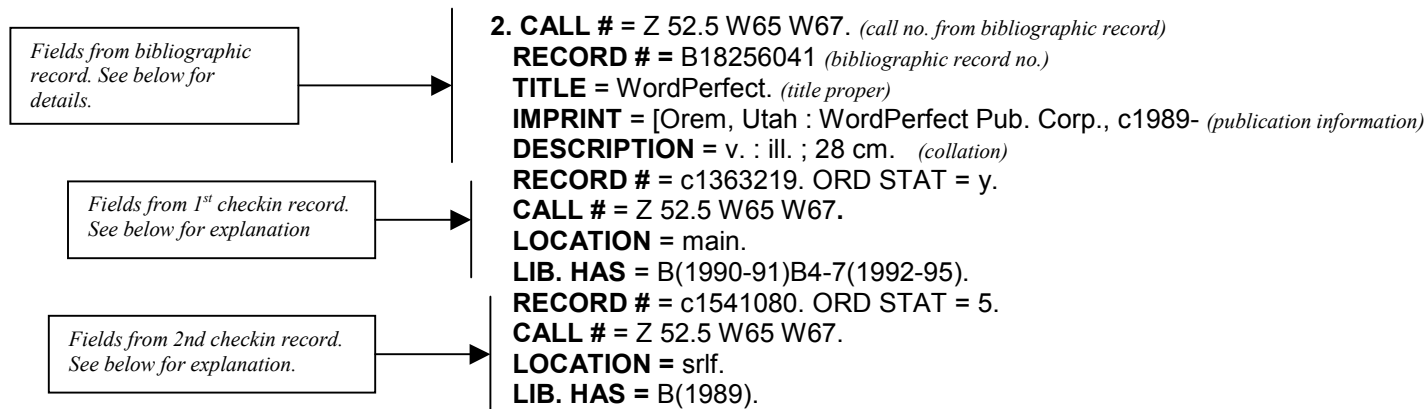 Fields from bibliographic
record. See below for
details.
2. CALL # = Z 52.5 W65 W67. (call no. from bibliographic record)
RECORD # = B18256041 (bibliographic record no.)
TITLE = WordPerfect. (title proper)
IMPRINT = [Orem, Utah : WordPerfect Pub. Corp., c1989- (publication information)
DESCRIPTION = v. : ill. ; 28 cm. (collation)
Fields from 1st checkin record.
See below for explanation
RECORD # = c1363219. ORD STAT = y.
CALL # = Z 52.5 W65 W67.
LOCATION = main.
LIB. HAS = B(1990-91)B4-7(1992-95).
Fields from 2nd checkin record.
See below for explanation.
RECORD # = c1541080. ORD STAT = 5.
CALL # = Z 52.5 W65 W67.
LOCATION = srlf.
LIB. HAS = B(1989).